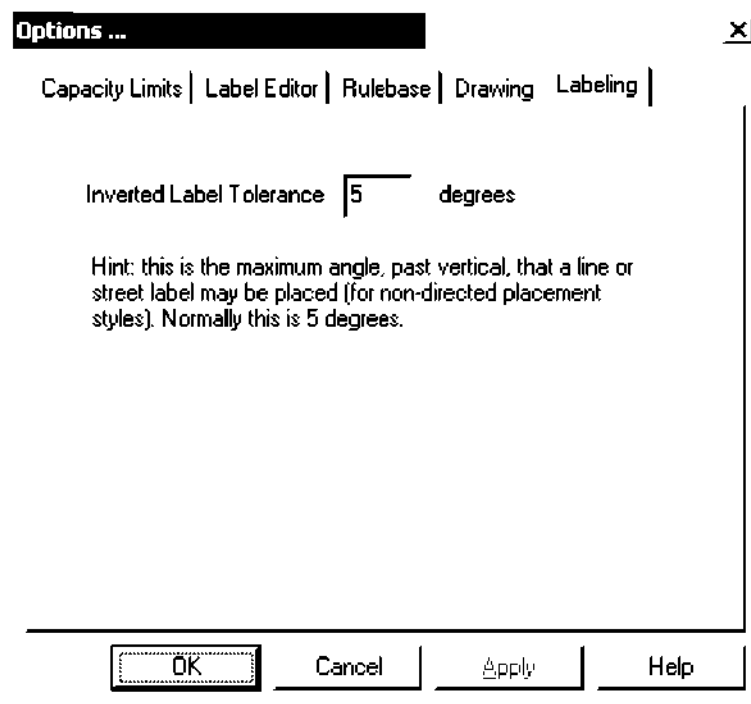 Options ...
Capacity Limits Label Editor Rulebase Drawing Labeling
Inverted Label Tolerance 5 degrees
Hint: this is the maximum angle, past vertical, that a line or
street label may be placed (for non-directed placement
styles). Normally this is 5 degrees.
OK Cancel Apply Help